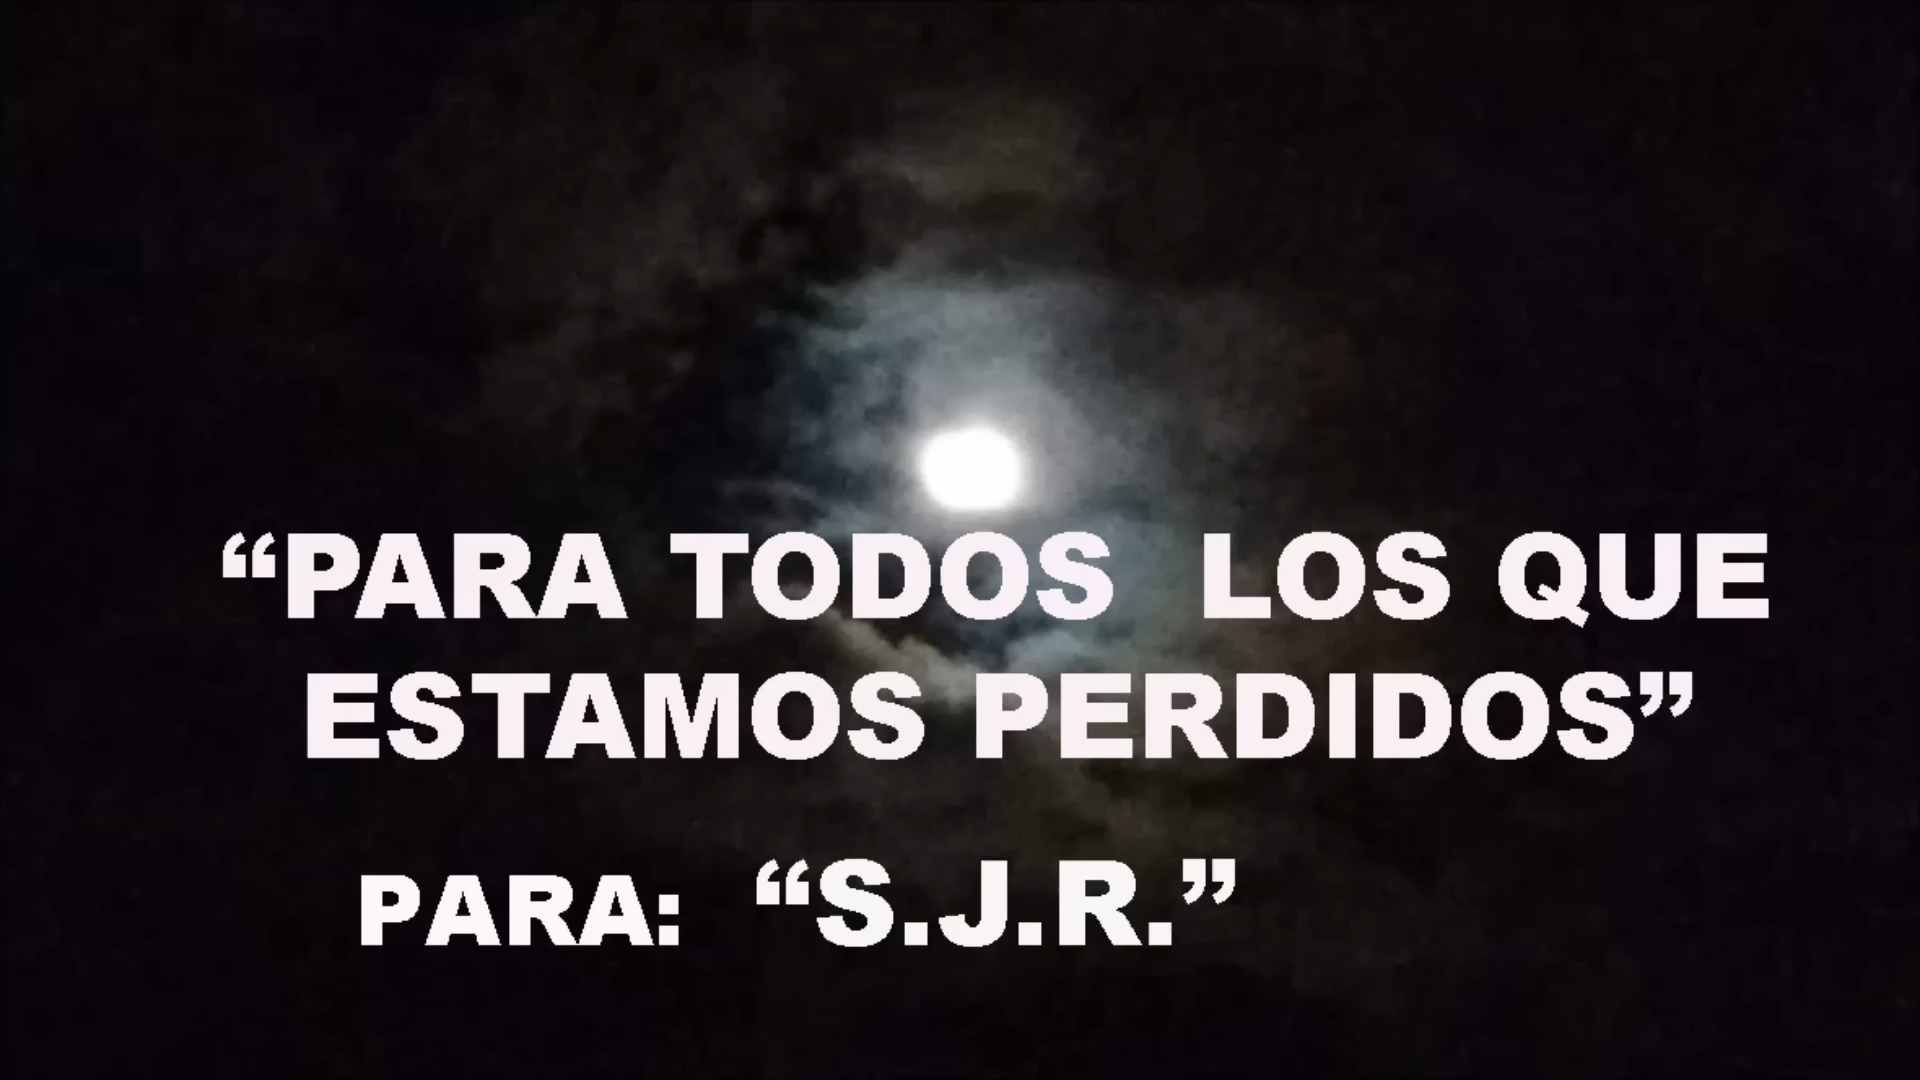 “PARA TODOS  LOS QUE
ESTAMOS PERDIDOS”
PARA:  “S.J.R.”